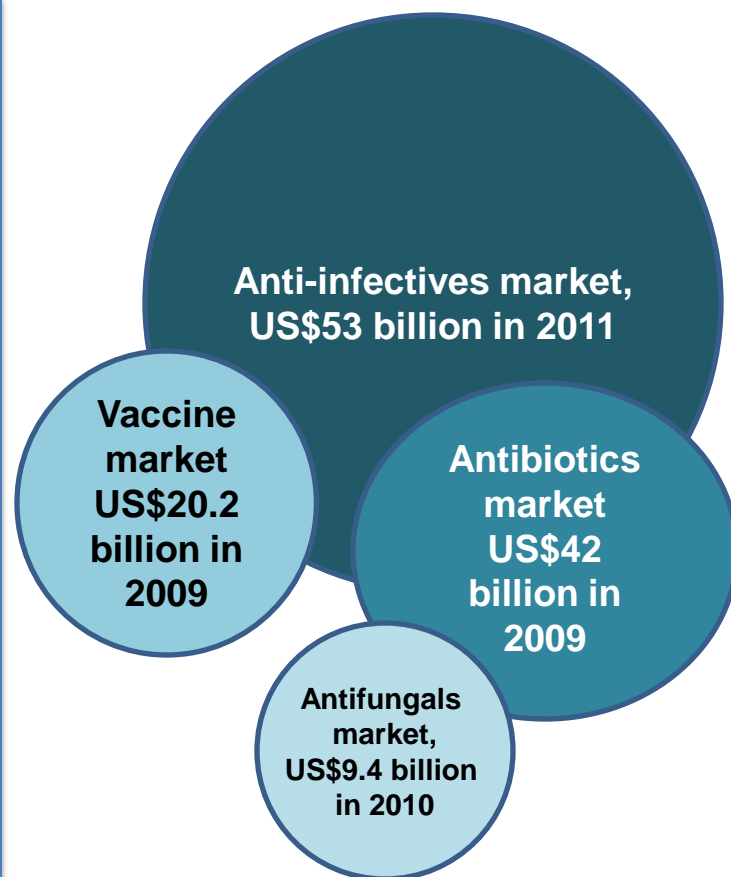 Anti-infectives market,
US$53 billion in 2011
Vaccine
market
US$20.2
billion in
2009
Antibiotics
market
US$42
billion in
2009
Antifungals
market,
US$9.4 billion
in 2010